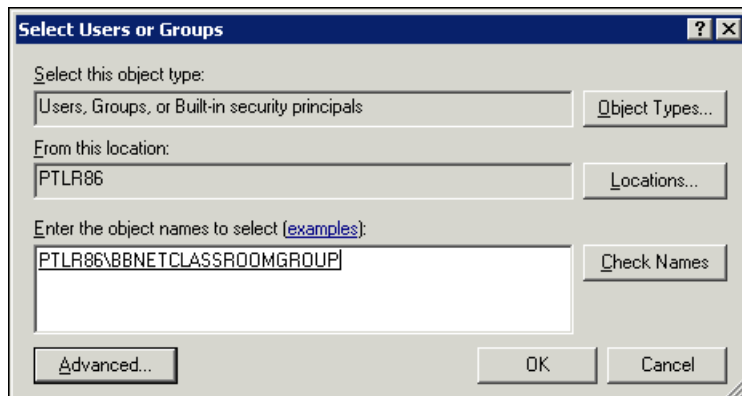 Select Users or Groups
Select this object type:
Users, Groups, or Built-in security principals
Object Types...
From this location:
PTLR86
Locations...
Enter the object names to select (examples):
PTLR86\BBNETCLASSROOMGROUP
Check Names
Advanced...
OK
Cancel